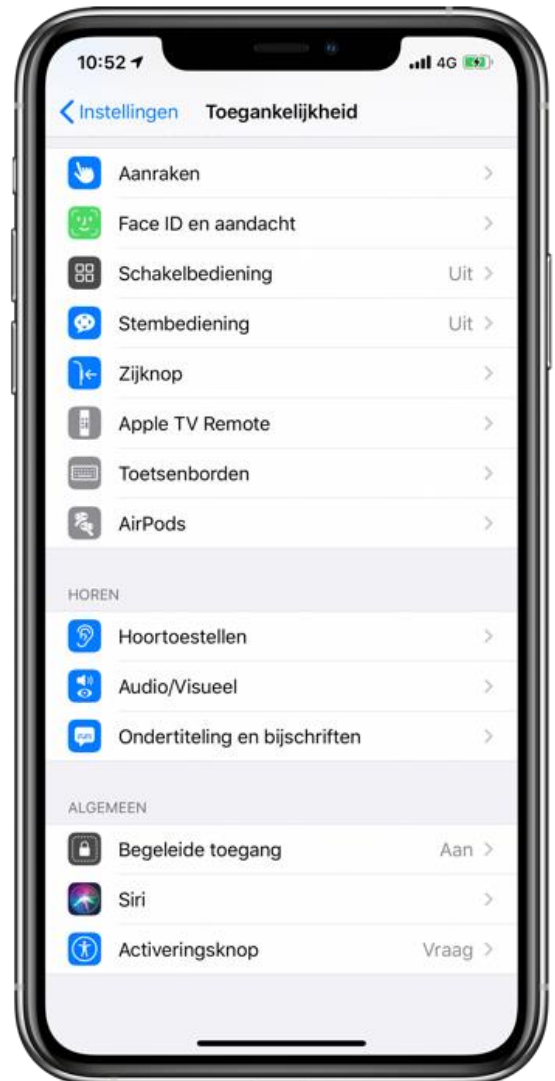 10:52
4G
Instellingen Toegankelijkheid
Aanraken
Face ID en aandacht
Schakelbediening Uit
Stembediening Uit
Zijknop
Apple TV Remote
Toetsenborden
AirPods
HOREN
Hoortoestellen
Audio/Visueel
Ondertiteling en bijschriften
ALGEMEEN
Begeleide toegang Aan
Siri
Activeringsknop Vraag